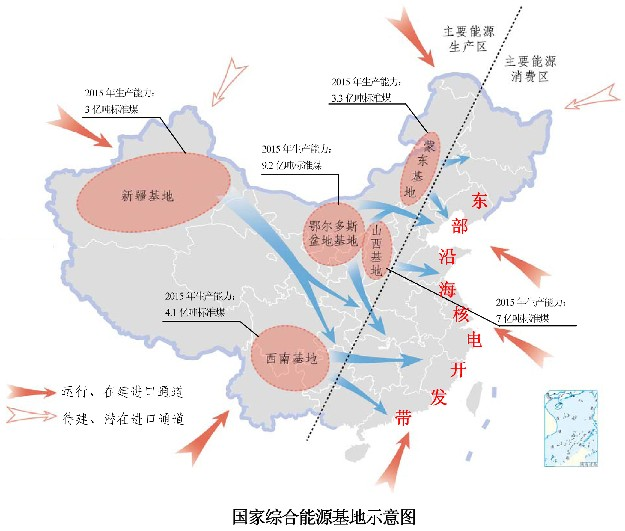 主要能源
生产区
主要能源
消费区
2015年生产能力:
3亿吨标准煤
2015年生产能力:
3.3亿吨标准煤
2015年生产能力:
9.2亿吨标准煤
蒙东基地
新疆基地
鄂尔多斯
盆地基地
山西基地
东部沿海核电开发带
2015年生产能力:
4.1亿吨标准煤
2015年生产能力:
7亿吨标准煤
西南基地
运行、在建进口通道
待建、潜在进口通道
国家综合能源基地示意图